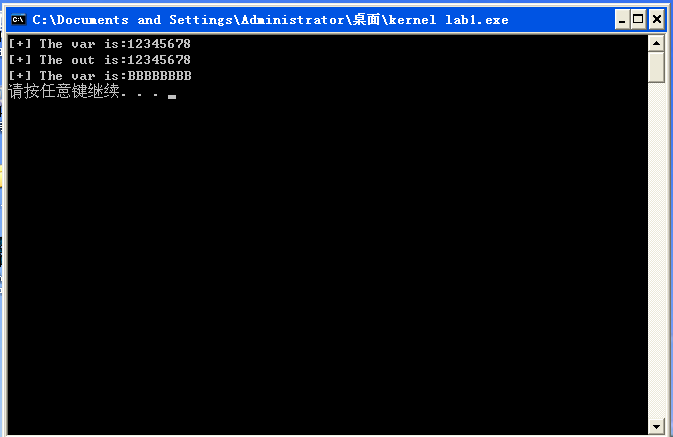 C:\Documents and Settings\Administrator\桌面\kernel lab1.exe
[+] The var is:12345678
[+] The out is:12345678
[+] The var is:BBBBBBBB
请按任意键继续. . .